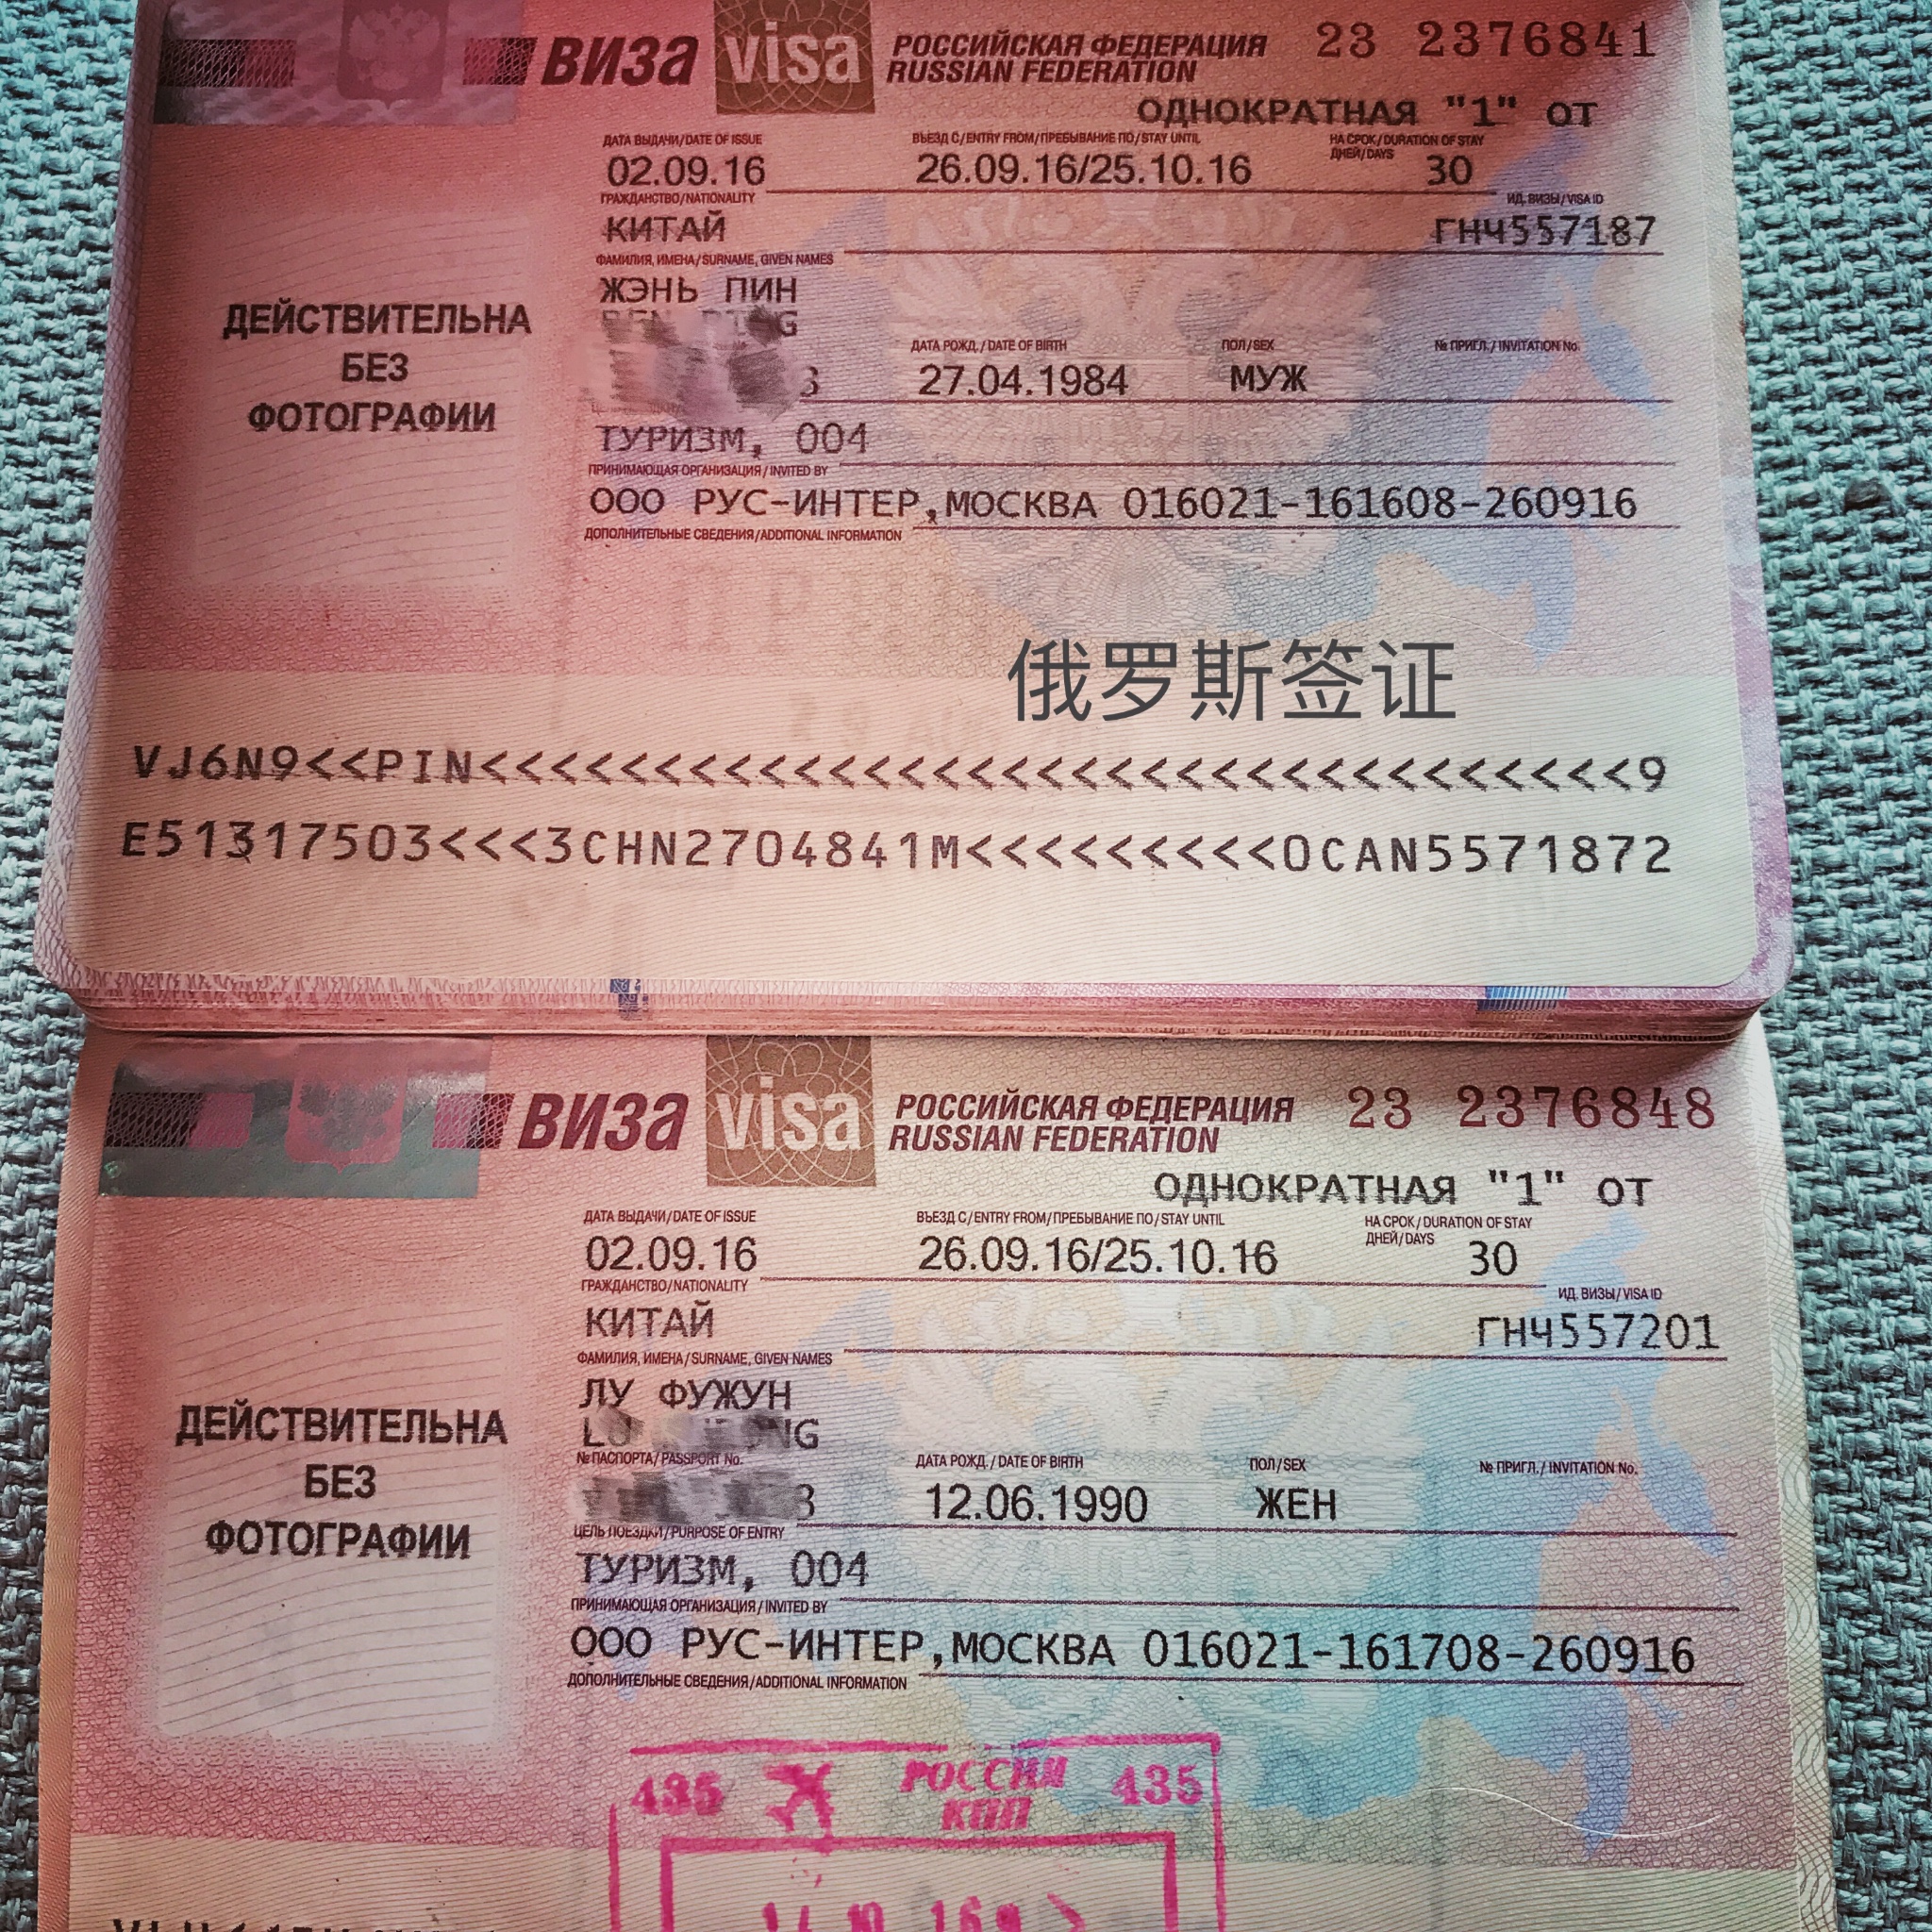 ВИЗА visa РОССИЙСКАЯ ФЕДЕРАЦИЯ 23 2376841
RUSSIAN FEDERATION
ОДНОКРАТНАЯ "1" ОТ
ДАТА ВЫДАЧИ/DATE OF ISSUE ВЪЕЗД С/ENTRY FROM/ПРЕБЫВАНИЕ ПО/STAY UNTIL НА СРОК/DURATION OF STAY
ДНЕЙ/DAYS
02.09.16 26.09.16/25.10.16 30
ГРАЖДАНСТВО/NATIONALITY ИД. ВИЗЫ/VISA ID
КИТАЙ ГНЧ557187
ФАМИЛИЯ, ИМЕНА/SURNAME, GIVEN NAMES
ЖЭНЬ ПИН
ДАТА РОЖД./DATE OF BIRTH ПОЛ/SEX № ПРИГЛ./INVITATION No.
27.04.1984 МУЖ
ТУРИЗМ, 004
ПРИНИМАЮЩАЯ ОРГАНИЗАЦИЯ/INVITED BY
ООО РУС-ИНТЕР,МОСКВА 016021-161608-260916
ДОПОЛНИТЕЛЬНЫЕ СВЕДЕНИЯ/ADDITIONAL INFORMATION
ДЕЙСТВИТЕЛЬНА
БЕЗ
ФОТОГРАФИИ
俄罗斯签证
VJ6N9<<PIN<<<<<<<<<<<<<<<<<<<<<<<<<<<<<<<<<9
E51317503<<<3CHN2704841M<<<<<<<<<<0CAN5571872
ВИЗА visa РОССИЙСКАЯ ФЕДЕРАЦИЯ 23 2376848
RUSSIAN FEDERATION
ОДНОКРАТНАЯ "1" ОТ
ДАТА ВЫДАЧИ/DATE OF ISSUE ВЪЕЗД С/ENTRY FROM/ПРЕБЫВАНИЕ ПО/STAY UNTIL НА СРОК/DURATION OF STAY
ДНЕЙ/DAYS
02.09.16 26.09.16/25.10.16 30
ГРАЖДАНСТВО/NATIONALITY ИД. ВИЗЫ/VISA ID
КИТАЙ ГНЧ557201
ФАМИЛИЯ, ИМЕНА/SURNAME, GIVEN NAMES
ЛУ ФУЖУН
№ ПАСПОРТА/PASSPORT No. ДАТА РОЖД./DATE OF BIRTH ПОЛ/SEX № ПРИГЛ./INVITATION No.
12.06.1990 ЖЕН
ЦЕЛЬ ПОЕЗДКИ/PURPOSE OF ENTRY
ТУРИЗМ, 004
ПРИНИМАЮЩАЯ ОРГАНИЗАЦИЯ/INVITED BY
ООО РУС-ИНТЕР,МОСКВА 016021-161708-260916
ДОПОЛНИТЕЛЬНЫЕ СВЕДЕНИЯ/ADDITIONAL INFORMATION
ДЕЙСТВИТЕЛЬНА
БЕЗ
ФОТОГРАФИИ
435 РОССИЯ 435
КПП